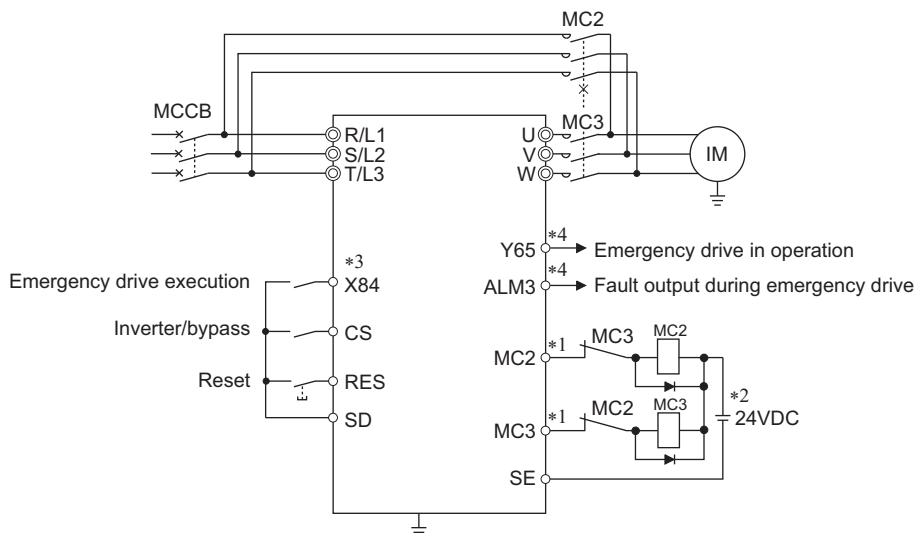 MC2
MCCB
R/L1
S/L2
T/L3
U
V
W
MC3
IM
*3
Emergency drive execution
X84
Inverter/bypass
CS
Reset
RES
SD
Y65
*4
Emergency drive in operation
ALM3
*4
Fault output during emergency drive
MC2
*1
MC3
MC2
MC3
*1
MC2
MC3
*2
24VDC
SE